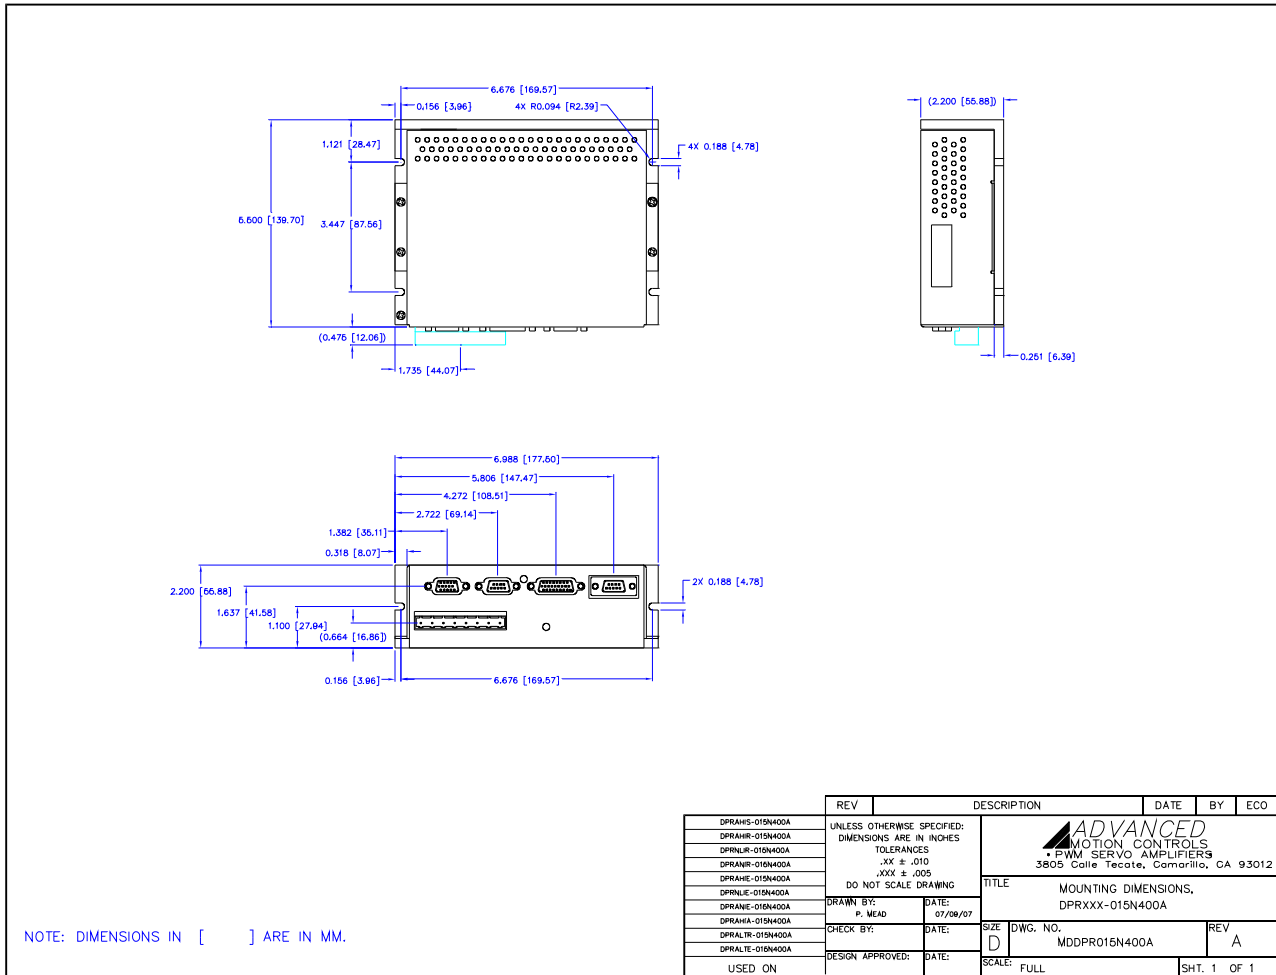 6.676 [169.57]
0.156 [3.96]
4X R0.094 [R2.39]
1.121 [28.47]
4X 0.188 [4.78]
5.500 [139.70]
3.447 [87.56]
(0.475 [12.06])
1.735 [44.07]
(2.200 [55.88])
0.251 [6.39]
6.988 [177.50]
5.806 [147.47]
4.272 [108.51]
2.722 [69.14]
1.382 [35.11]
0.318 [8.07]
2.200 [55.88]
1.637 [41.58]
1.100 [27.94]
(0.664 [16.86])
2X 0.188 [4.78]
0.156 [3.96]
6.676 [169.57]
NOTE: DIMENSIONS IN [ ] ARE IN MM.
REV DESCRIPTION DATE BY ECO
DPRAHIS-015N400A
DPRAHIR-015N400A
DPRNLIR-015N400A
DPRANIR-015N400A
DPRAHIE-015N400A
DPRNLIE-015N400A
DPRANIE-015N400A
DPRAHIA-015N400A
DPRALTR-015N400A
DPRALTE-015N400A
USED ON
UNLESS OTHERWISE SPECIFIED:
DIMENSIONS ARE IN INCHES
TOLERANCES
.XX ± .010
.XXX ± .005
DO NOT SCALE DRAWING
DRAWN BY:
P. MEAD
DATE:
07/09/07
CHECK BY:
DATE:
DESIGN APPROVED:
DATE:
ADVANCED
MOTION CONTROLS
• PWM SERVO AMPLIFIERS
3805 Calle Tecate, Camarillo, CA 93012
TITLE
MOUNTING DIMENSIONS,
DPRXXX-015N400A
SIZE
D
DWG. NO.
MDDPR015N400A
REV
A
SCALE: FULL
SHT. 1 OF 1